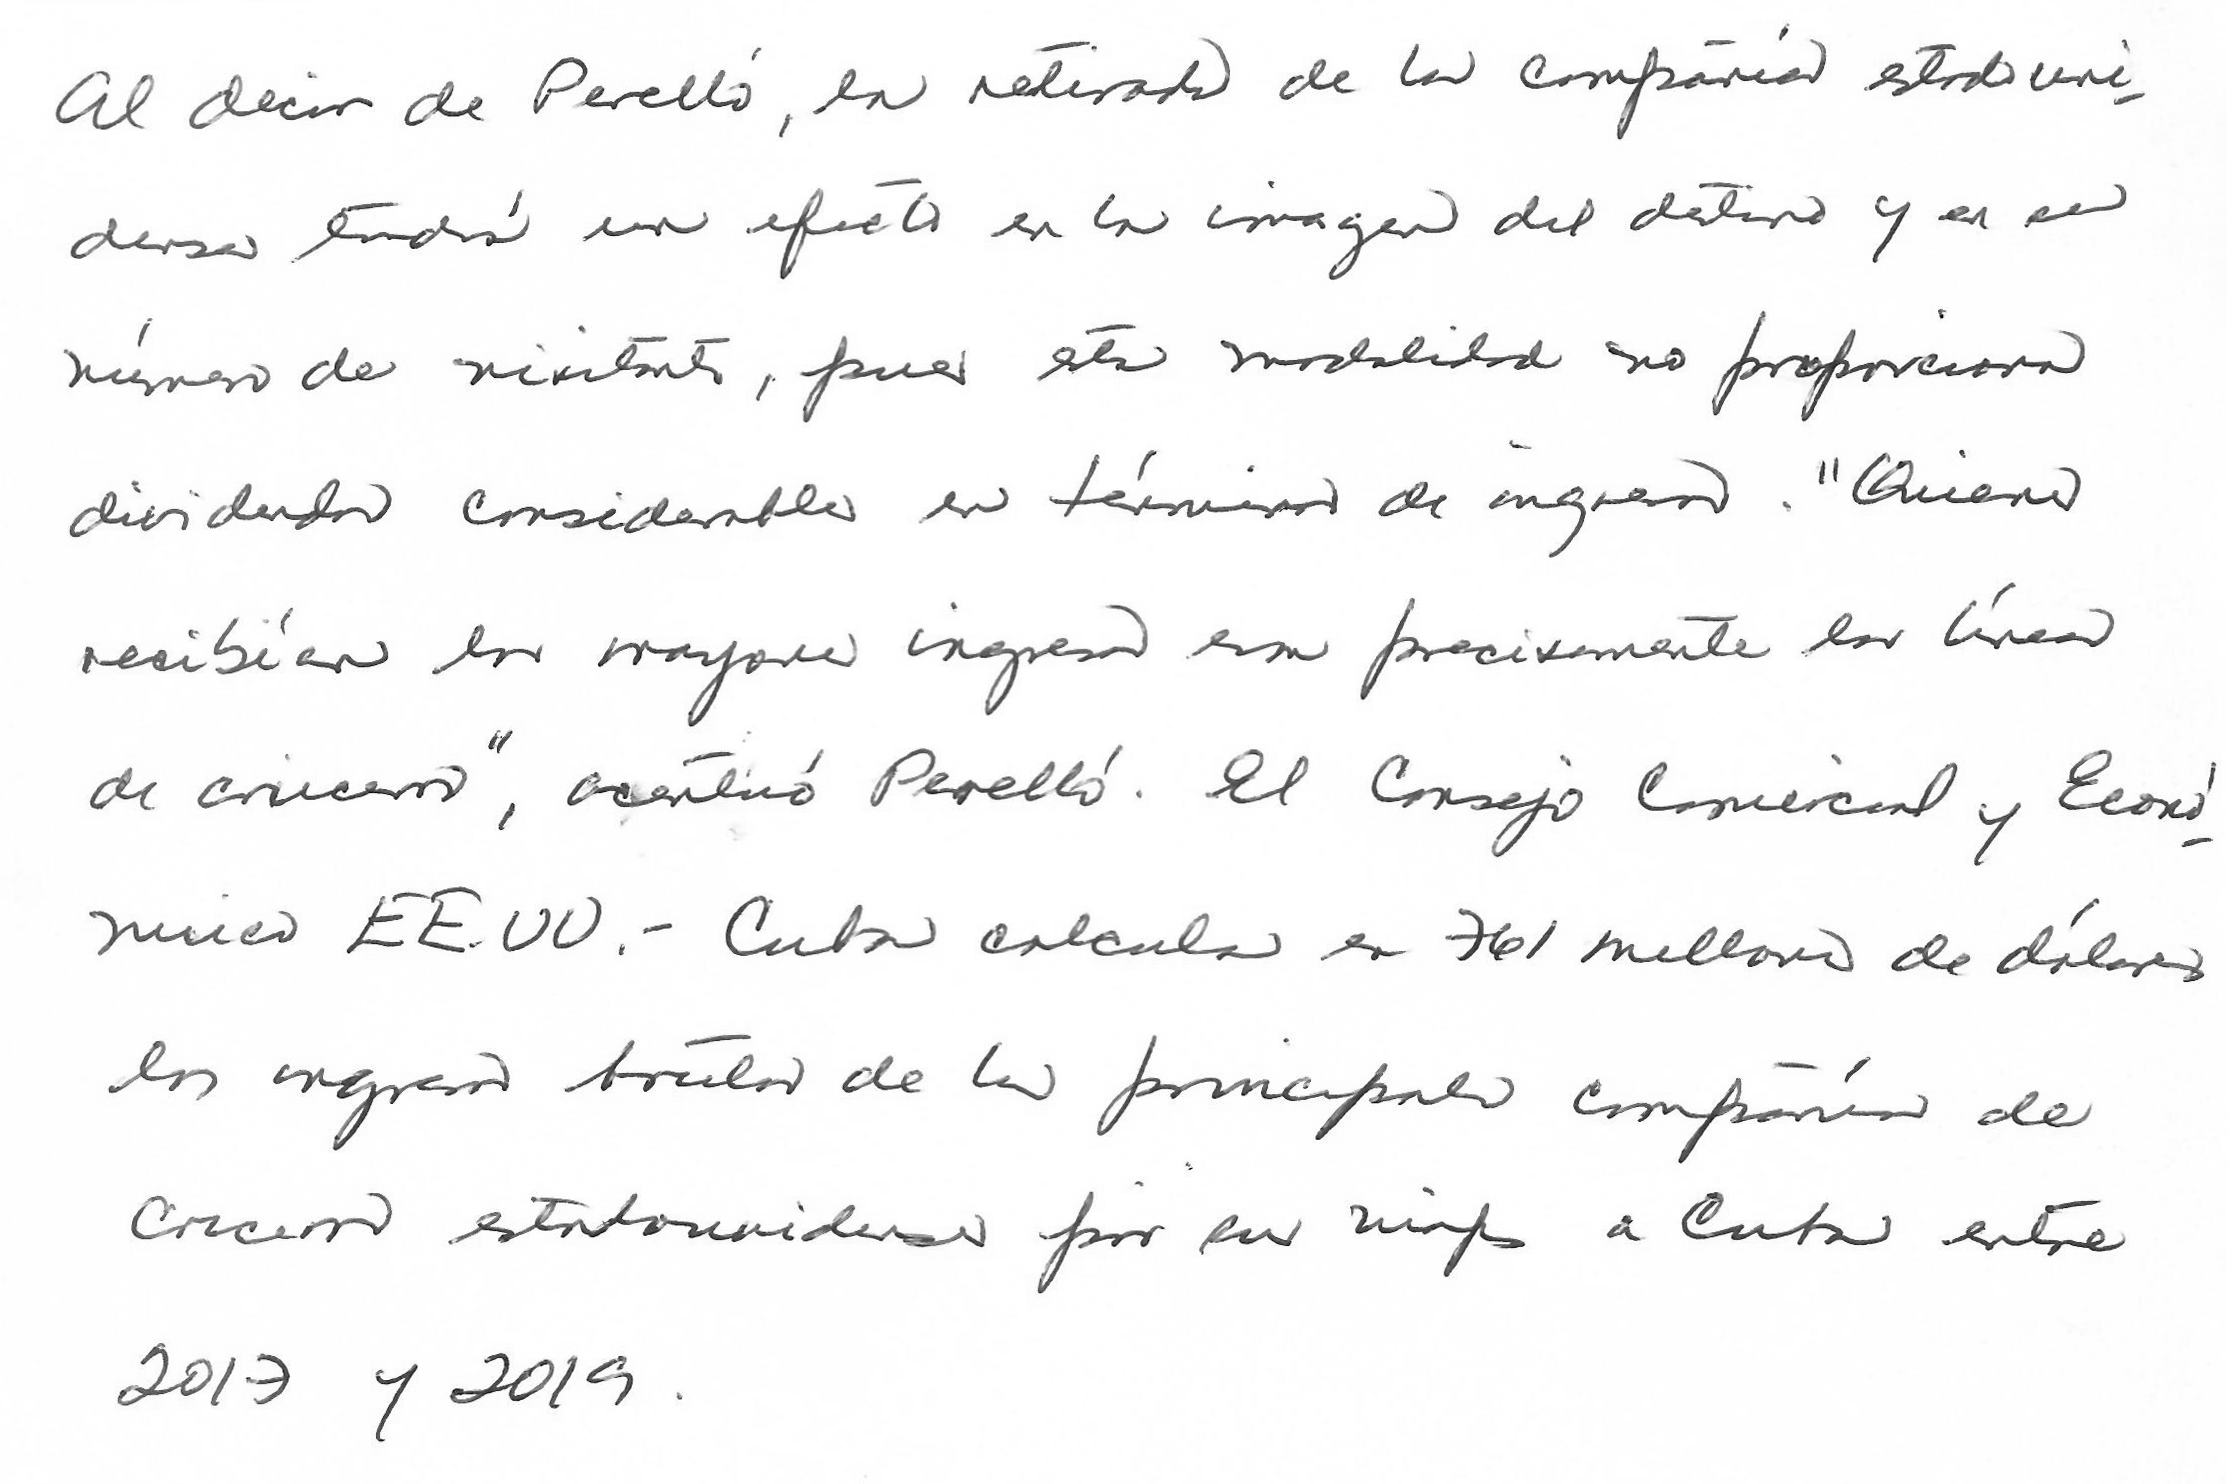 Al decir de Perelló, la retirada de las compañías estadouni-
denses tendrá un efecto en la imagen del destino y en su
número de visitantes, pues esta modalidad no proporciona
dividendos considerables en términos de ingresos. "Quienes
recibían los mayores ingresos eran precisamente las líneas
de cruceros", acentuó Perelló. El Consejo Comercial y Econó-
mico EE.UU.- Cuba calcula en 761 millones de dólares
los ingresos brutos de las principales compañías de
cruceros estadounidenses por sus viajes a Cuba entre
2017 y 2019.